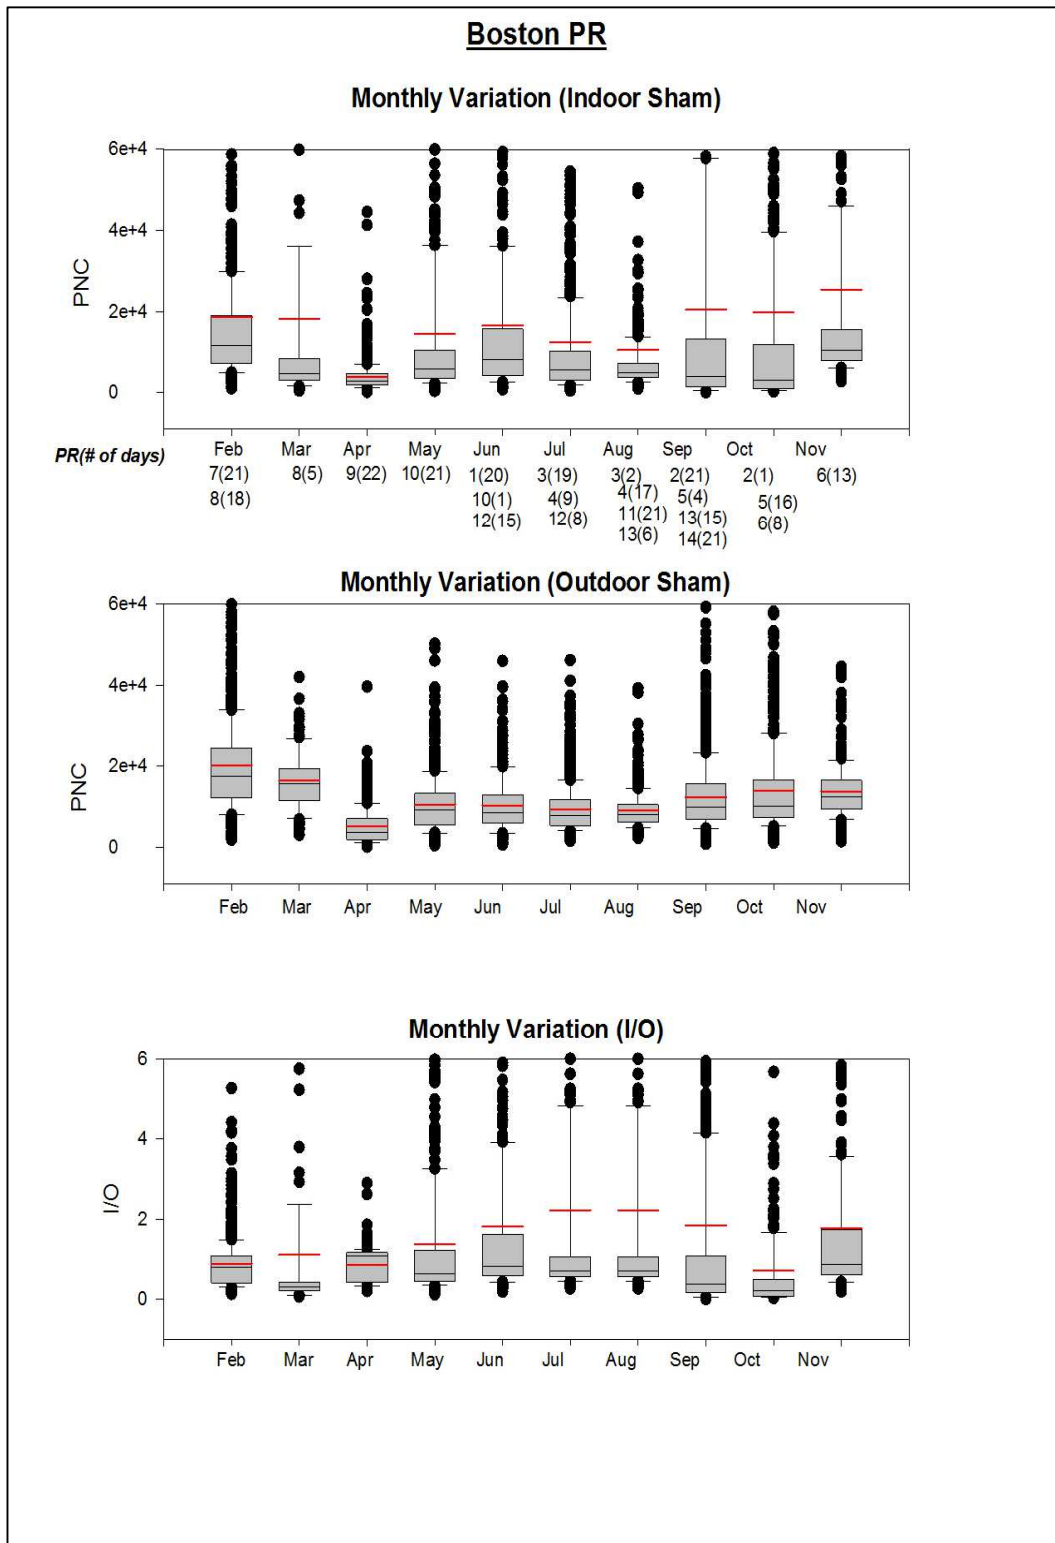 Boston PR
Monthly Variation (Indoor Sham)
6e+4
4e+4
2e+4
0
PNC
Feb Mar Apr May Jun Jul Aug Sep Oct Nov
PR(# of days)
7(21) 8(5) 9(22) 10(21) 1(20) 3(19) 3(2) 2(21) 2(1) 6(13)
8(18) 10(1) 4(9) 4(17) 5(4) 5(16)
12(15) 12(8) 11(21) 13(15) 6(8)
13(6) 14(21)
Monthly Variation (Outdoor Sham)
6e+4
4e+4
2e+4
0
PNC
Feb Mar Apr May Jun Jul Aug Sep Oct Nov
Monthly Variation (I/O)
6
4
2
0
I/O
Feb Mar Apr May Jun Jul Aug Sep Oct Nov